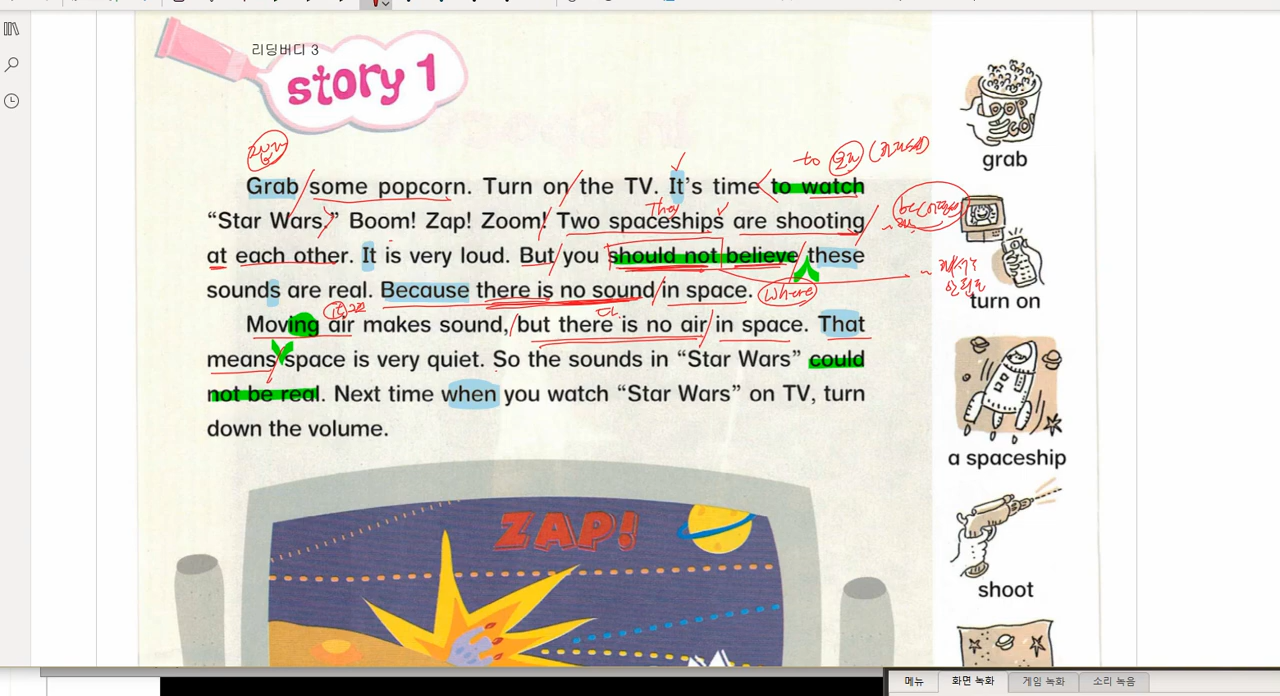 리딩버디 3
story 1
Grab some popcorn. Turn on the TV. It's time to watch
"Star Wars." Boom! Zap! Zoom! Two spaceships are shooting
at each other. It is very loud. But you should not believe these
sounds are real. Because there is no sound in space.
Moving air makes sound, but there is no air in space. That
means space is very quiet. So the sounds in "Star Wars" could
not be real. Next time when you watch "Star Wars" on TV, turn
down the volume.
to
They
where
ZAP!
POP
grab
turn on
a spaceship
shoot
메뉴 화면 녹화 게임 녹화 소리 녹음